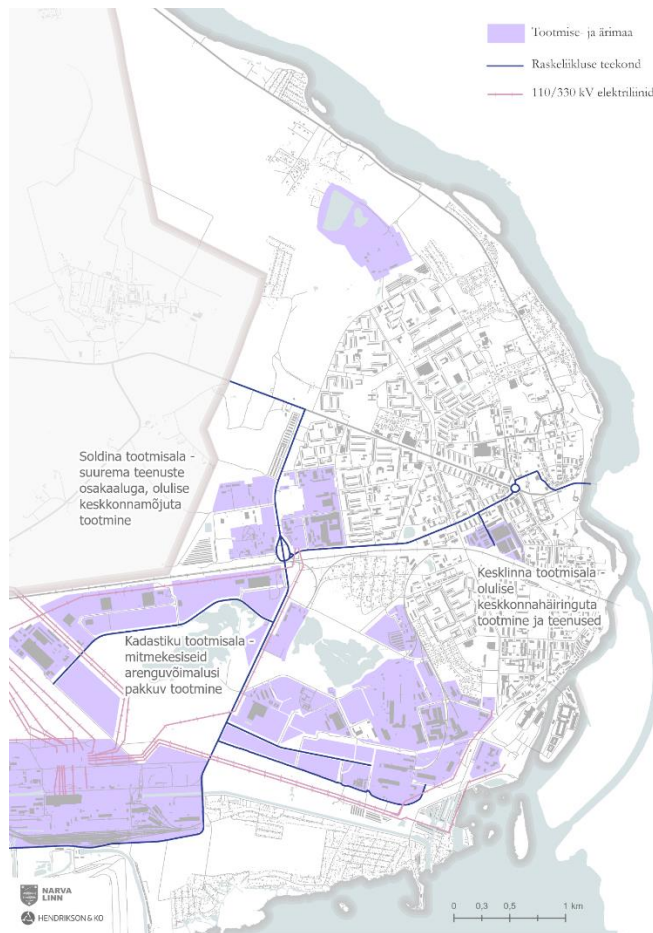 Tootmise- ja ärimaa
Raskeliikluse teekond
110/330 kV elektriliinid
Soldina tootmisala -
suurema teenuste
osakaaluga, olulise
keskkonnamõjuta
tootmine
Kesklinna tootmisala -
olulise
keskkonnahäiringuta
tootmine ja teenused
Kadastiku tootmisala -
mitmekesiseid
arenguvõimalusi
pakkuv tootmine
NARVA
LINN
HENDRIKSON & KO
0 0,3 0,5 1 km